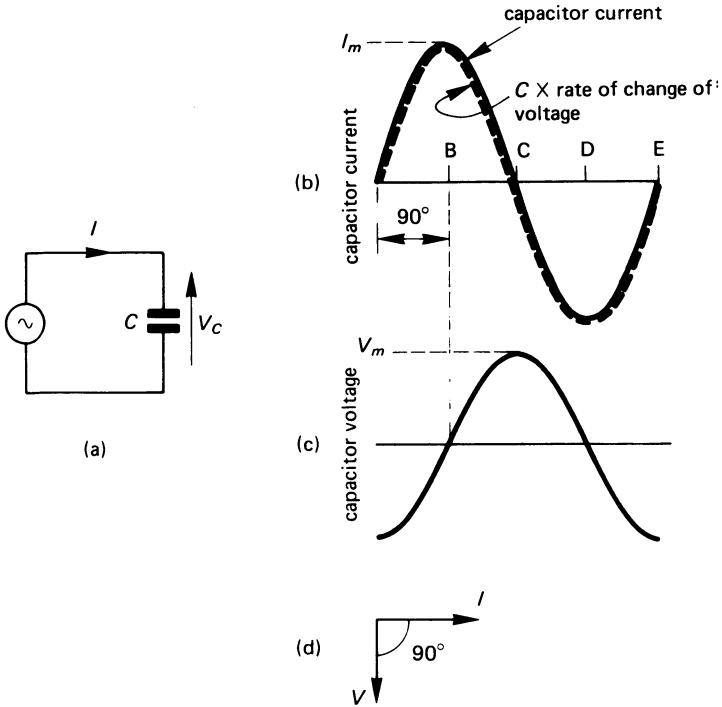 capacitor current
I_m
C × rate of change of
voltage
B C D E
(b)
capacitor current
90°
I
C
V_C
(a)
V_m
(c)
capacitor voltage
I
(d)
90°
V